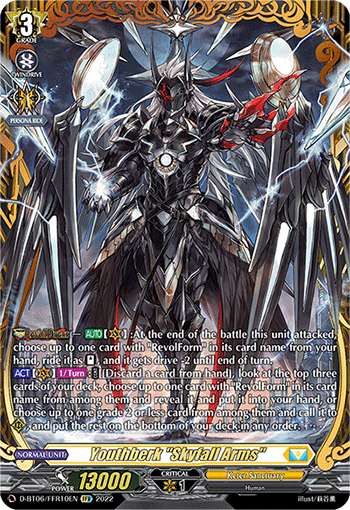 3
GRADE
TWINDRIVE
PERSONA RIDE
AUTO : At the end of the battle this unit attacked,
choose up to one card with "RevolForm" in its card name from your
hand, ride it as , and it gets drive -2 until end of turn.
ACT 1/Turn : [Discard a card from hand], look at the top three
cards of your deck, choose up to one card with "RevolForm" in its card
name from among them and reveal it and put it into your hand, or
choose up to one grade 2 or less card from among them and call it to
, and put the rest on the bottom of your deck in any order.
NORMAL UNIT
Youthberk "Skyfall Arms"
POWER 13000
CRITICAL
1
Keter Sanctuary
Human
D-BT06/FFR10EN FFR 2022
illust/萩谷薫